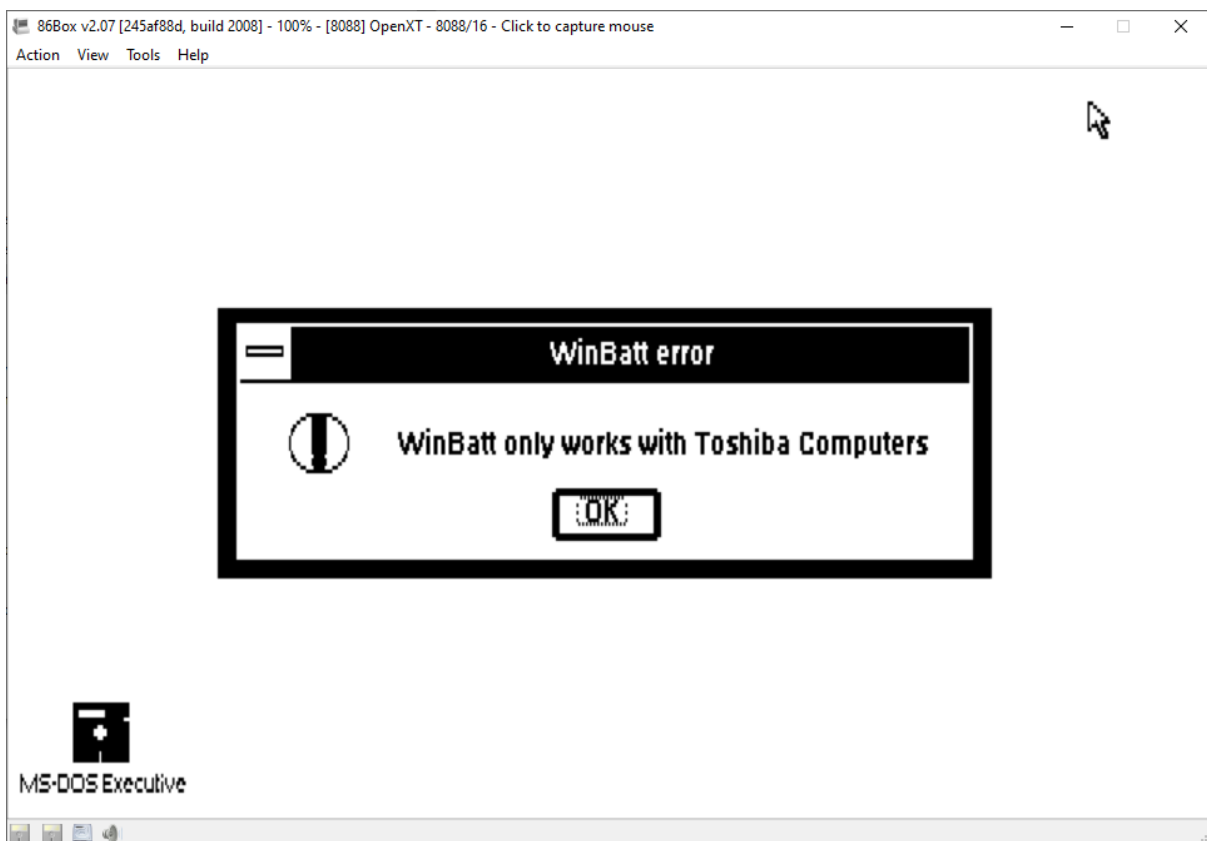 86Box v2.07 [245af88d, build 2008] - 100% - [8088] OpenXT - 8088/16 - Click to capture mouse
Action View Tools Help
WinBatt error
WinBatt only works with Toshiba Computers
OK
MS-DOS Executive